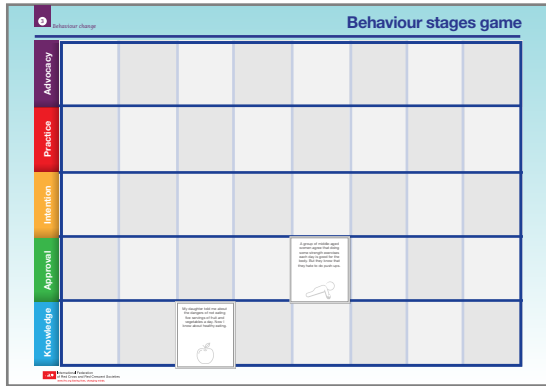 3
Behaviour change
Behaviour stages game
Advocacy
Practice
Intention
Approval
A group of middle aged
women agree that doing
some strength exercises
each day is good for the
body. But they know that
they hate to do push ups.
Knowledge
My daughter told me about
the dangers of not eating
five servings of fruit and
vegetables a day. Now I
know about healthy eating.
International Federation
of Red Cross and Red Crescent Societies